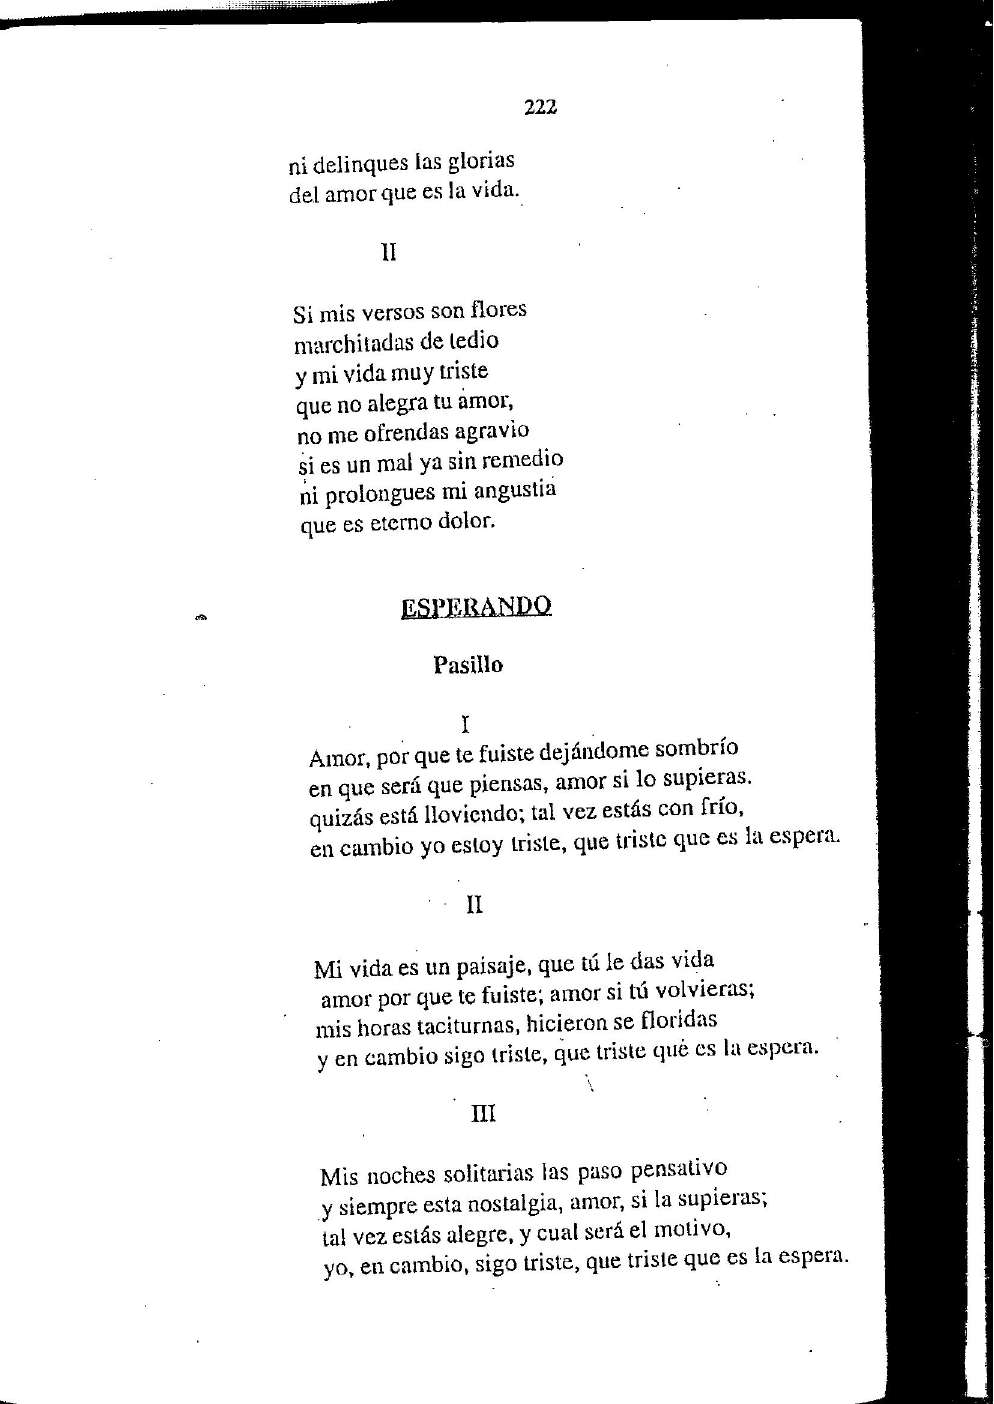 222
ni delinques las glorias
del amor que es la vida.
II
Si mis versos son flores
marchitadas de tedio
y mi vida muy triste
que no alegra tu amor,
no me ofrendas agravio
si es un mal ya sin remedio
ni prolongues mi angustia
que es eterno dolor.
ESPERANDO
Pasillo
I
Amor, por que te fuiste dejándome sombrío
en que será que piensas, amor si lo supieras.
quizás está lloviendo; tal vez estás con frío,
en cambio yo estoy triste, que triste que es la espera.
II
Mi vida es un paisaje, que tú le das vida
amor por que te fuiste; amor si tú volvieras;
mis horas taciturnas, hicieron se floridas
y en cambio sigo triste, que triste que es la espera.
III
Mis noches solitarias las paso pensativo
y siempre esta nostalgia, amor, si la supieras;
tal vez estás alegre, y cual será el motivo,
yo, en cambio, sigo triste, que triste que es la espera.